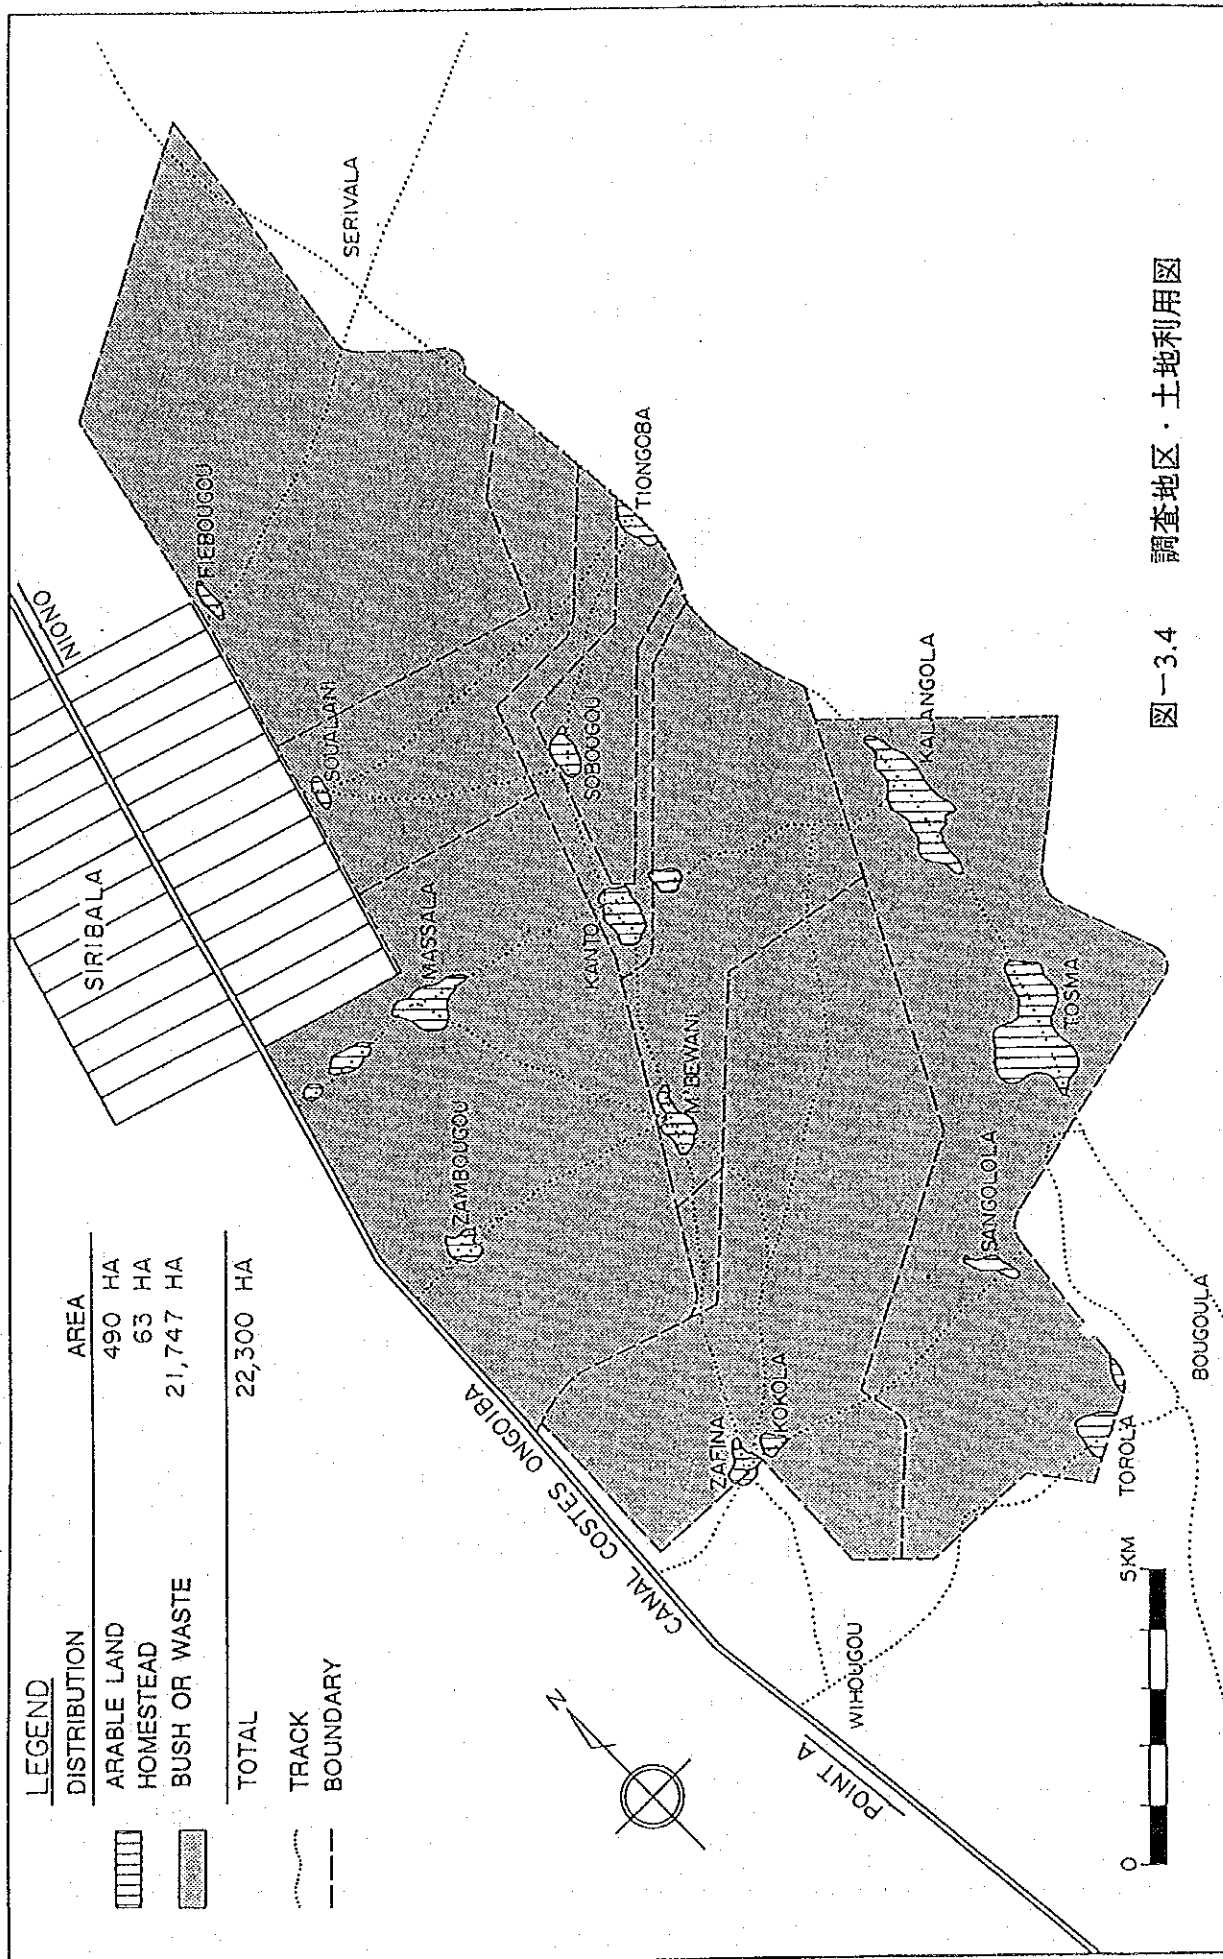 LEGEND
DISTRIBUTION AREA
ARABLE LAND 490 HA
HOMESTEAD 63 HA
BUSH OR WASTE 21,747 HA
TOTAL 22,300 HA
TRACK
BOUNDARY
NIONO
SIRIBALA
FIEBOUGOU
SERIVALA
SOUALANI
MASSALA
ZAMBOUGOU
SOBOUGOU
TIONGOBA
KANTO
M'BEWANI
KALANGOLA
TOSMA
SANGOLOLA
CANAL COSTES ONGOIBA
ZAFINA
KOKOLA
TOROLA
BOUGOULA
WIHOUGOU
POINT A
N
0 5KM
図-3.4 調査地区・土地利用図